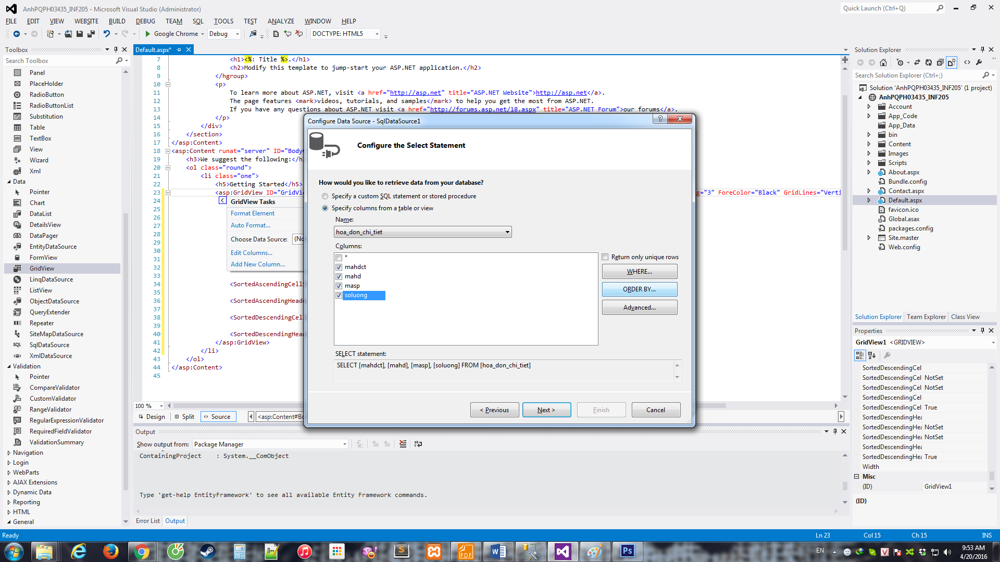 AnhPQPH03435_INF205 - Microsoft Visual Studio (Administrator)
Quick Launch (Ctrl+Q)
FILE EDIT VIEW WEBSITE BUILD DEBUG TEAM SQL TOOLS TEST ANALYZE WINDOW HELP
Google Chrome Debug DOCTYPE: HTML5
Toolbox
Search Toolbox
Panel
PlaceHolder
RadioButton
RadioButtonList
Substitution
Table
TextBox
View
Wizard
Xml
Data
Pointer
Chart
DataList
DetailsView
DataPager
EntityDataSource
FormView
GridView
LinqDataSource
ListView
ObjectDataSource
QueryExtender
Repeater
SiteMapDataSource
SqlDataSource
XmlDataSource
Validation
Pointer
CompareValidator
CustomValidator
RangeValidator
RegularExpressionValidator
RequiredFieldValidator
ValidationSummary
Navigation
Login
WebParts
AJAX Extensions
Dynamic Data
Reporting
HTML
General
Default.aspx*
7 <h1><%: Title %>.</h1>
8 <h2>Modify this template to jump-start your ASP.NET application.</h2>
9 </hgroup>
10 <p>
11 To learn more about ASP.NET, visit <a href="http://asp.net" title="ASP.NET Website">http://asp.net</a>.
12 The page features <mark>videos, tutorials, and samples</mark> to help you get the most from ASP.NET.
13 If you have any questions about ASP.NET visit <a href="http://forums.asp.net/18.aspx" title="ASP.NET Forum">our forums</a>.
14 </p>
15 </div>
16 </section>
17 </asp:Content>
18 <asp:Content runat="server" ID="Body
19 <h3>We suggest the following:</h
20 <ol class="round">
21 <li class="one">
22 <h5>Getting Started</h5>
23 <asp:GridView ID="GridVie
="3" ForeColor="Black" GridLines="Verti
24
25
26
27
28
29
30
31
32
33
34 <SortedAscendingCell
35
36 <SortedAscendingHead
37
38 <SortedDescendingCel
39
40 <SortedDescendingHea
41 </asp:GridView>
42 </li>
43 </ol>
44 </asp:Content>
45
GridView Tasks
Format Element
Auto Format...
Choose Data Source: (No
Edit Columns...
Add New Column...
Configure Data Source - SqlDataSource1
Configure the Select Statement
How would you like to retrieve data from your database?
Specify a custom SQL statement or stored procedure
Specify columns from a table or view
Name:
hoa_don_chi_tiet
Columns:
*
mahdct
mahd
masp
soluong
Return only unique rows
WHERE...
ORDER BY...
Advanced...
SELECT statement:
SELECT [mahdct], [mahd], [masp], [soluong] FROM [hoa_don_chi_tiet]
< Previous Next > Finish Cancel
100 %
Design Split Source <asp:Content#Bo
Output
Show output from: Package Manager
ContainingProject : System.__ComObject
Type 'get-help EntityFramework' to see all available Entity Framework commands.
Error List Output
Solution Explorer
Search Solution Explorer (Ctrl+;)
Solution 'AnhPQPH03435_INF205' (1 project)
AnhPQPH03435_INF205
Account
App_Code
App_Data
bin
Content
Images
Scripts
About.aspx
Bundle.config
Contact.aspx
Default.aspx
favicon.ico
Global.asax
packages.config
Site.master
Web.config
Solution Explorer Team Explorer Class View
Properties
GridView1 <GRIDVIEW>
SortedDescendingCel
SortedDescendingCel NotSet
SortedDescendingCel NotSet
SortedDescendingCel
SortedDescendingCel True
SortedDescendingHea
SortedDescendingHea NotSet
SortedDescendingHea NotSet
SortedDescendingHea
SortedDescendingHea True
Width
Misc
(ID) GridView1
(ID)
Ready Ln 23 Col 15 Ch 15 INS
EN
9:53 AM
4/20/2016